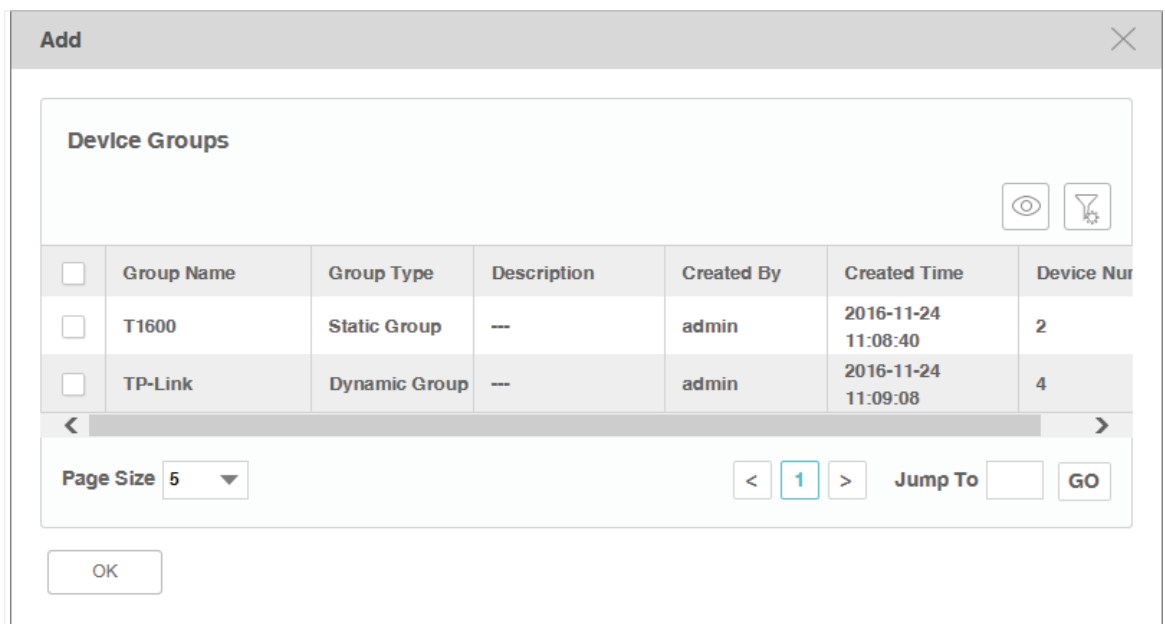 Add
Device Groups
Group Name Group Type Description Created By Created Time Device Nur
T1600 Static Group --- admin 2016-11-24 11:08:40 2
TP-Link Dynamic Group --- admin 2016-11-24 11:09:08 4
Page Size 5 < 1 > Jump To GO
OK